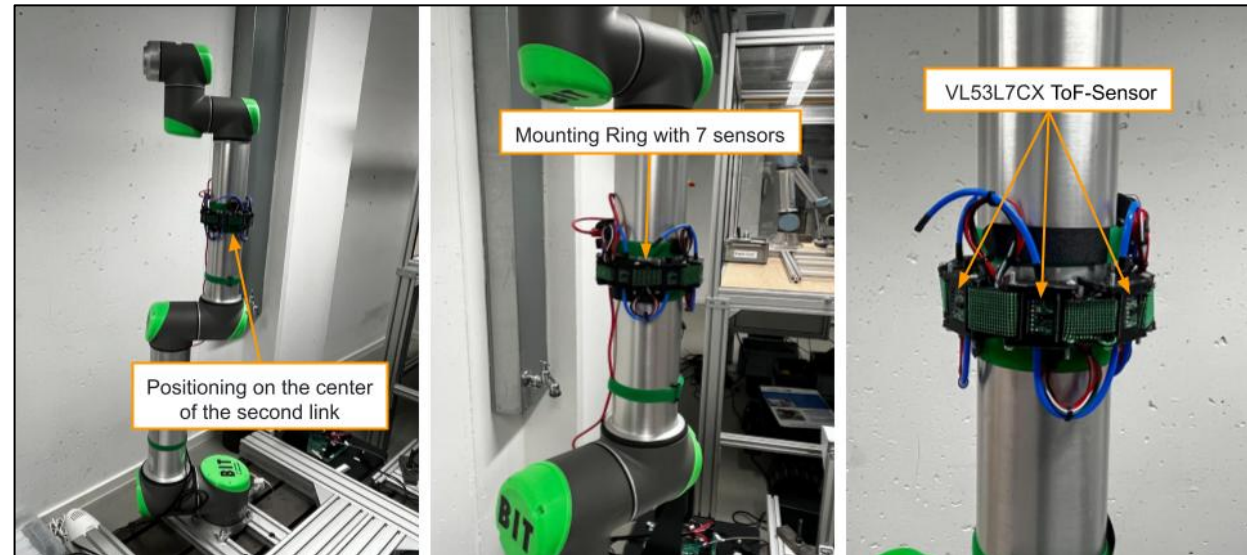 Positioning on the center
of the second link
BIT
Mounting Ring with 7 sensors
BIT
VL53L7CX ToF-Sensor